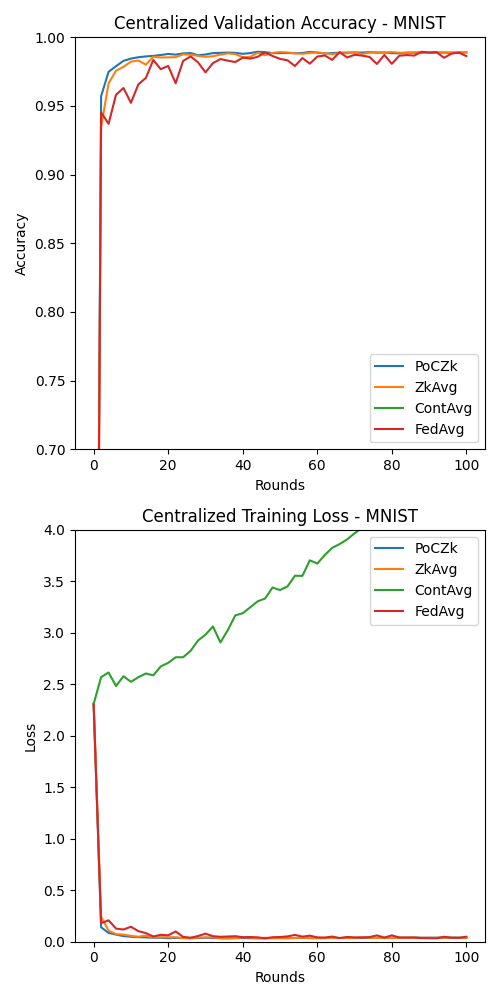 Centralized Validation Accuracy - MNIST
1.00
0.95
0.90
0.85
0.80
0.75
0.70
Accuracy
PoCZk
ZkAvg
ContAvg
FedAvg
0 20 40 60 80 100
Rounds
Centralized Training Loss - MNIST
4.0
3.5
3.0
2.5
2.0
1.5
1.0
0.5
0.0
Loss
PoCZk
ZkAvg
ContAvg
FedAvg
0 20 40 60 80 100
Rounds